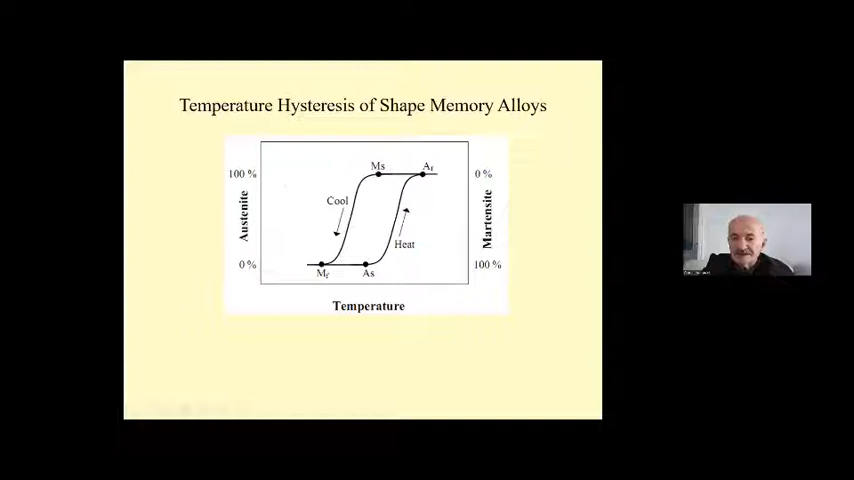 Temperature Hysteresis of Shape Memory Alloys
Ms Af
100 % 0 %
Cool
Austenite Martensite
Heat
0 % 100 %
Mf As
Temperature